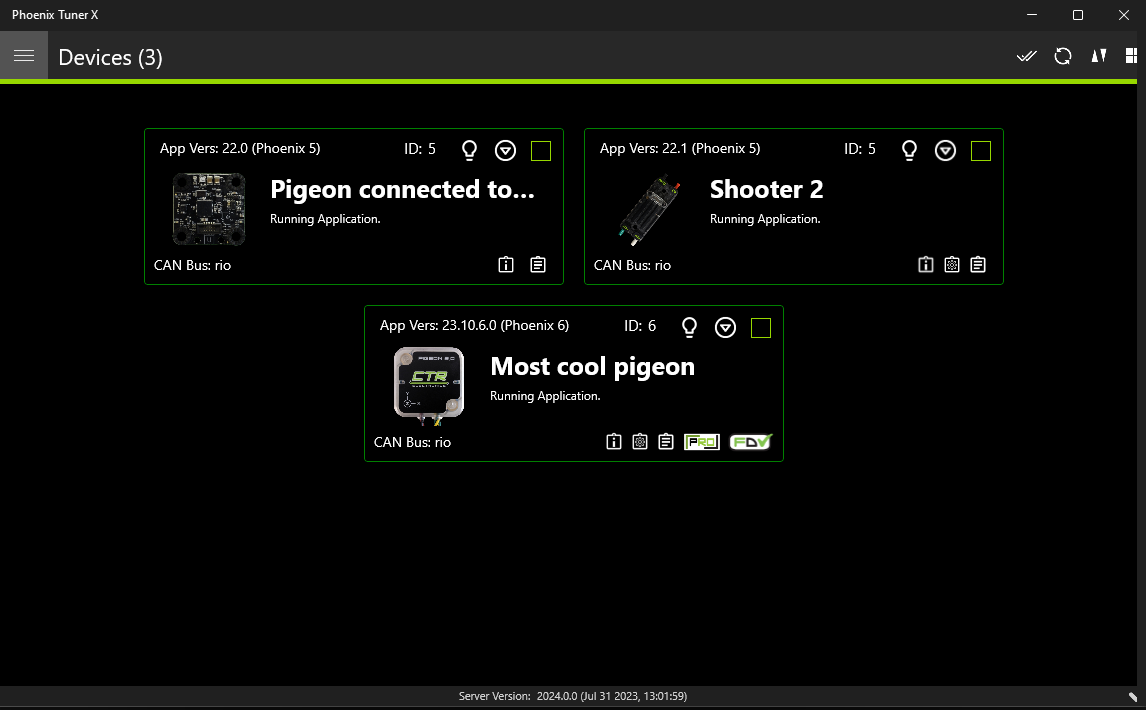 Phoenix Tuner X
Devices (3)
App Vers: 22.0 (Phoenix 5) ID: 5
Pigeon connected to...
Running Application.
CAN Bus: rio
App Vers: 22.1 (Phoenix 5) ID: 5
Shooter 2
Running Application.
CAN Bus: rio
App Vers: 23.10.6.0 (Phoenix 6) ID: 6
PIGEON 2.0
CTR
ELECTRONICS
Most cool pigeon
Running Application.
CAN Bus: rio
PRO
FDV
Server Version: 2024.0.0 (Jul 31 2023, 13:01:59)